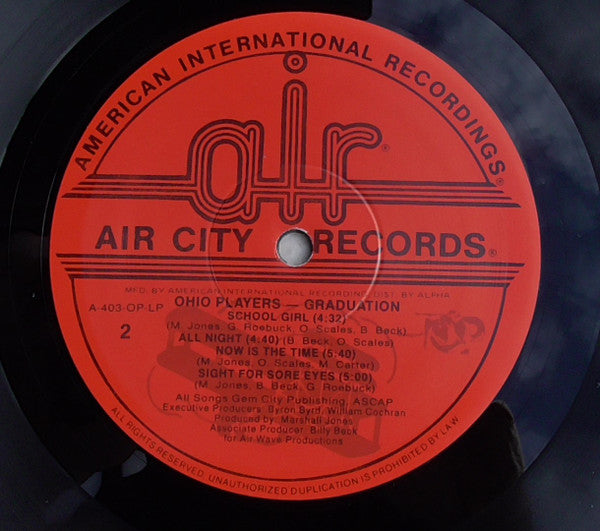 AMERICAN INTERNATIONAL RECORDINGS®
air®
AIR CITY RECORDS®
MFD. BY AMERICAN INTERNATIONAL RECORDING DIST. BY ALPHA
A-403 OP-LP
OHIO PLAYERS — GRADUATION
2
SCHOOL GIRL (4:32)
(M. Jones, G. Roebuck, O. Scales, B. Beck)
ALL NIGHT (4:40) (B. Beck, O. Scales)
NOW IS THE TIME (5:40)
(M. Jones, O. Scales, M. Carter)
SIGHT FOR SORE EYES (5:00)
(M. Jones, B. Beck, G. Roebuck)
All Songs Gem City Publishing, ASCAP
Executive Producers: Byron Byrd, William Cochran
Produced by: Marshall Jones
Associate Producer: Billy Beck
for Air Wave Productions
ALL RIGHTS RESERVED. UNAUTHORIZED DUPLICATION IS PROHIBITED BY LAW